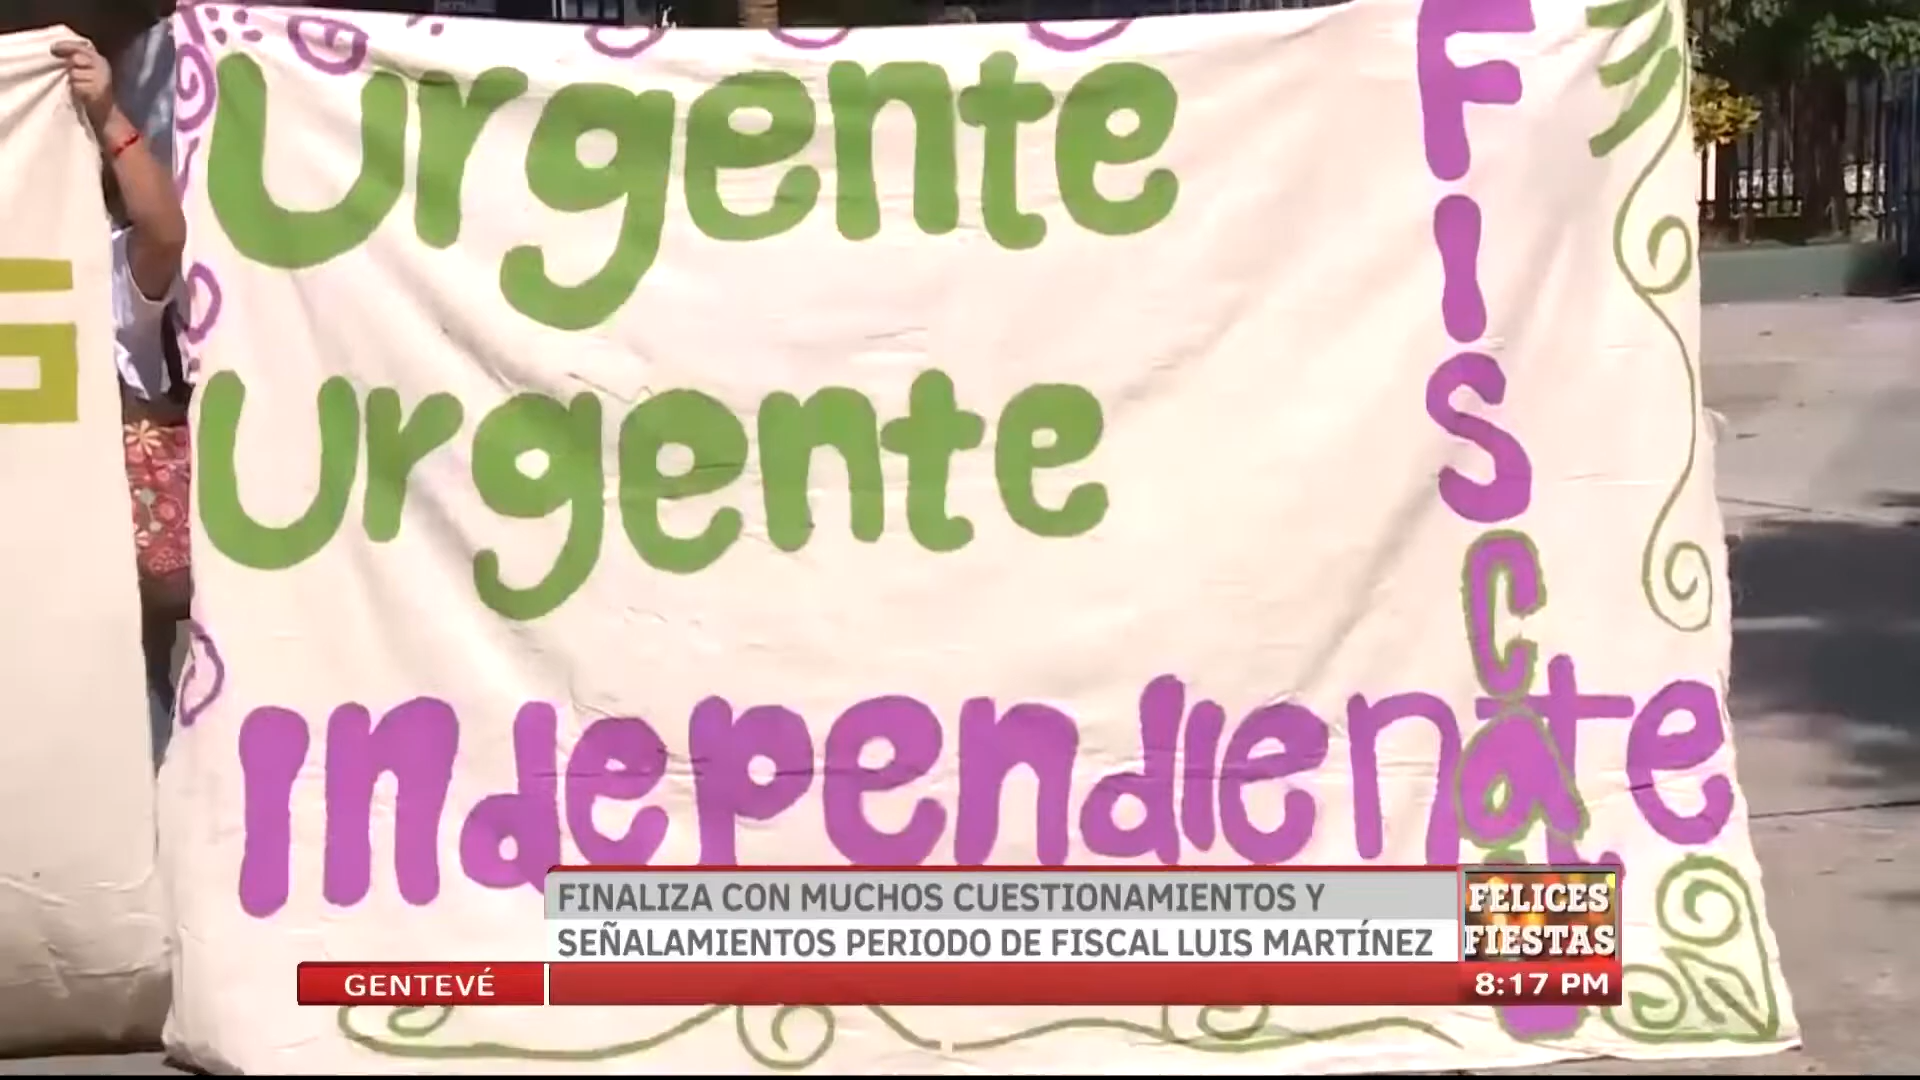 Urgente
Urgente
Independiente
FIScal
FINALIZA CON MUCHOS CUESTIONAMIENTOS Y
SEÑALAMIENTOS PERIODO DE FISCAL LUIS MARTÍNEZ
FELICES
FIESTAS
GENTEVÉ
8:17 PM